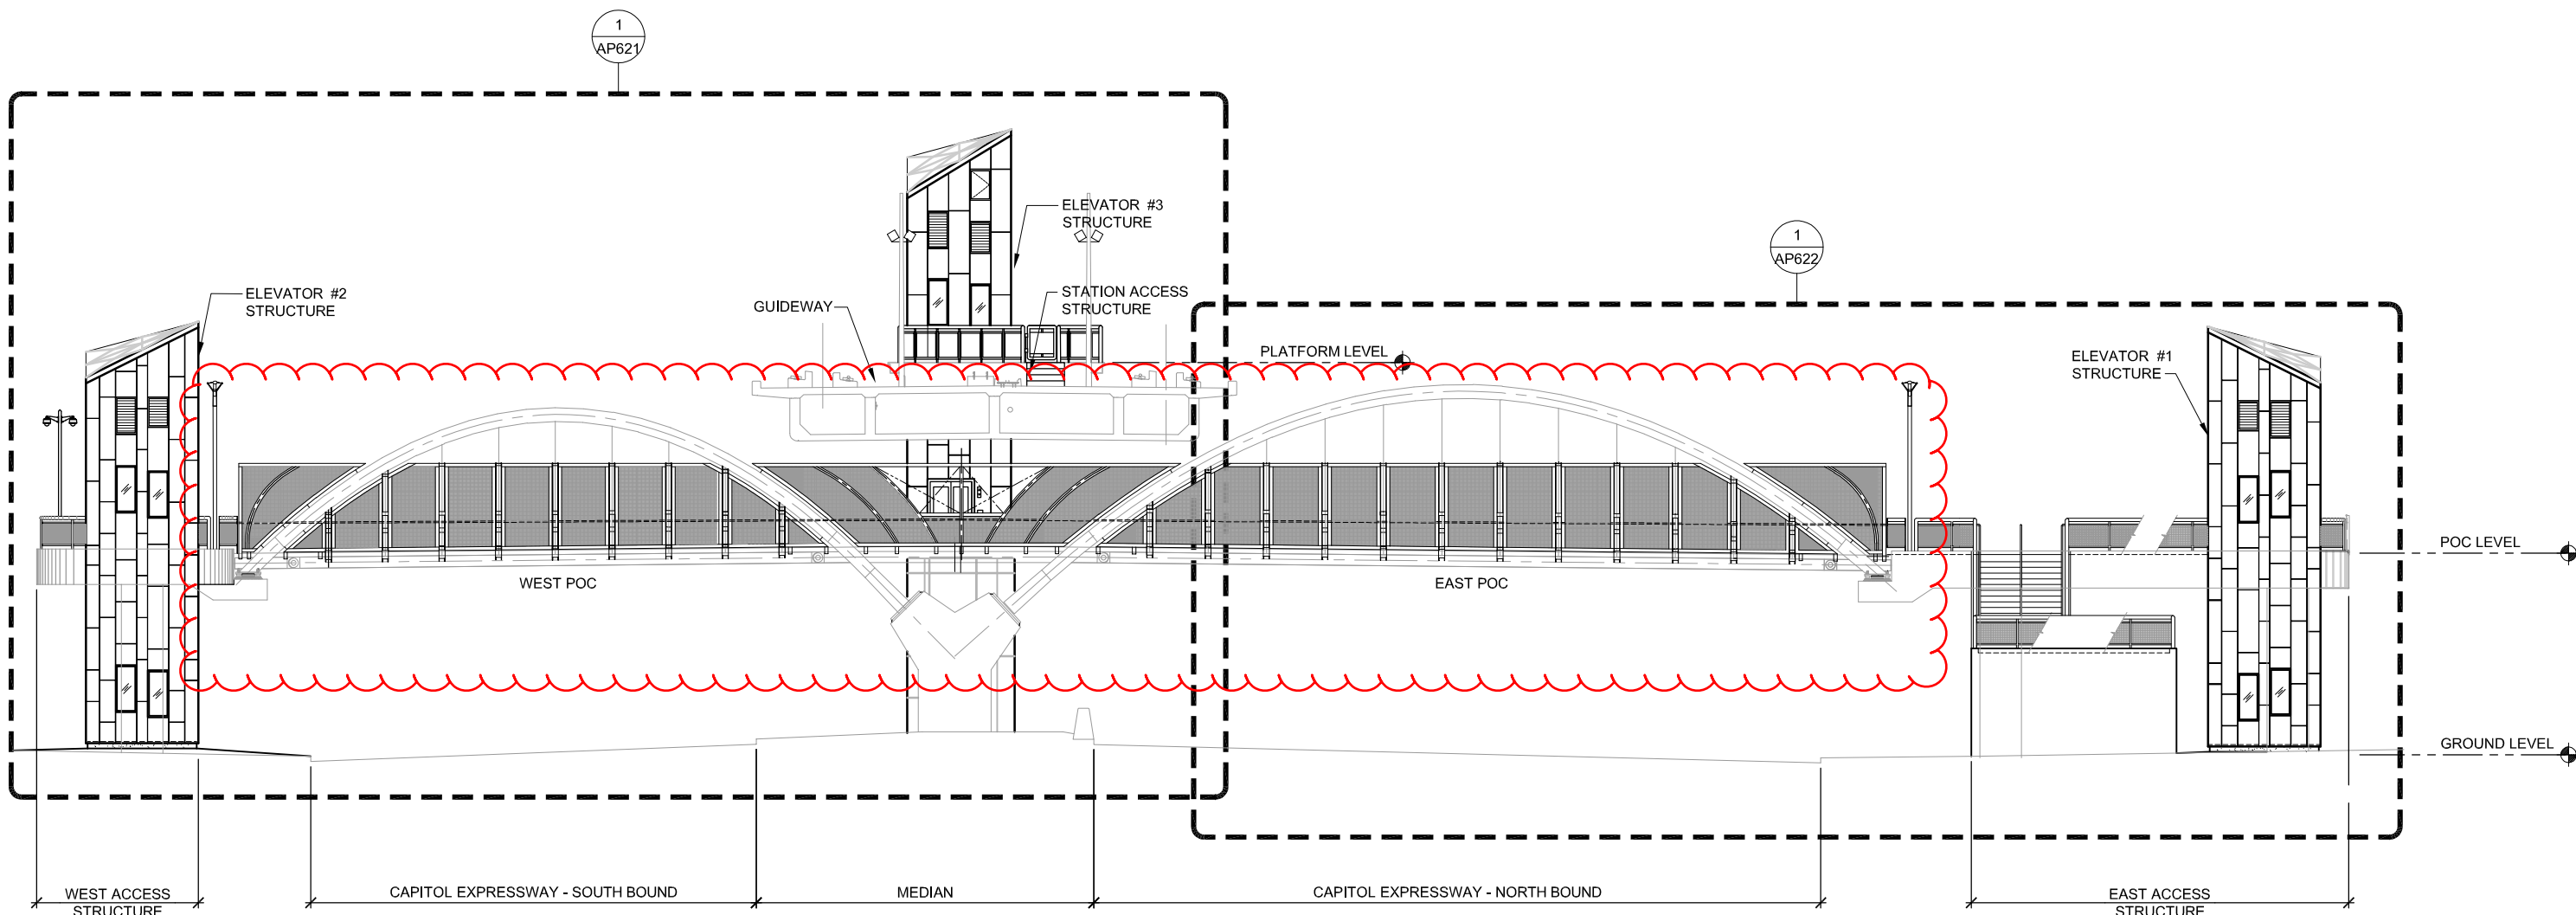 1
AP621
ELEVATOR #3
STRUCTURE
1
AP622
ELEVATOR #2
STRUCTURE
GUIDEWAY
STATION ACCESS
STRUCTURE
PLATFORM LEVEL
ELEVATOR #1
STRUCTURE
POC LEVEL
WEST POC
EAST POC
GROUND LEVEL
WEST ACCESS
STRUCTURE
CAPITOL EXPRESSWAY - SOUTH BOUND
MEDIAN
CAPITOL EXPRESSWAY - NORTH BOUND
EAST ACCESS
STRUCTURE